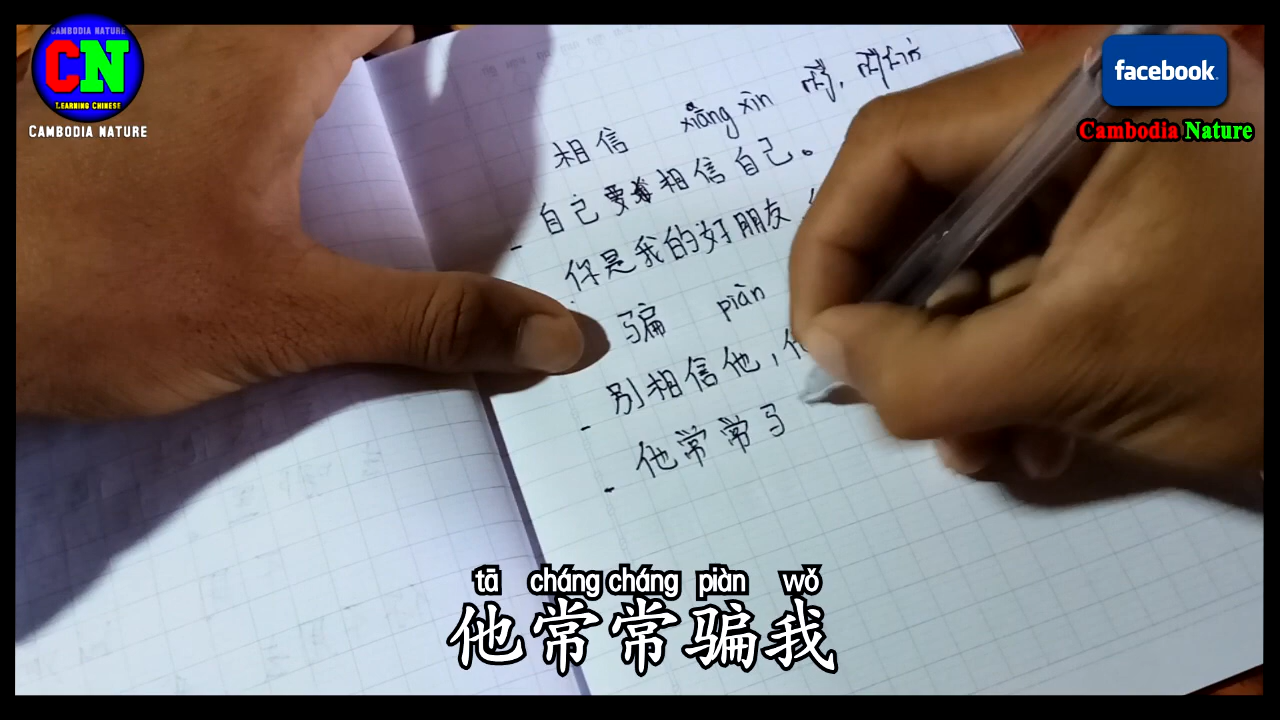 CAMBODIA NATURE
CN
LEARNING CHINESE
CAMBODIA NATURE
facebook
Cambodia Nature
相信 xiāng xìn
- 自己要相信自己。
你是我的好朋友
骗 piàn
- 别相信他，他
- 他常常
tā cháng cháng piàn wǒ
他常常骗我